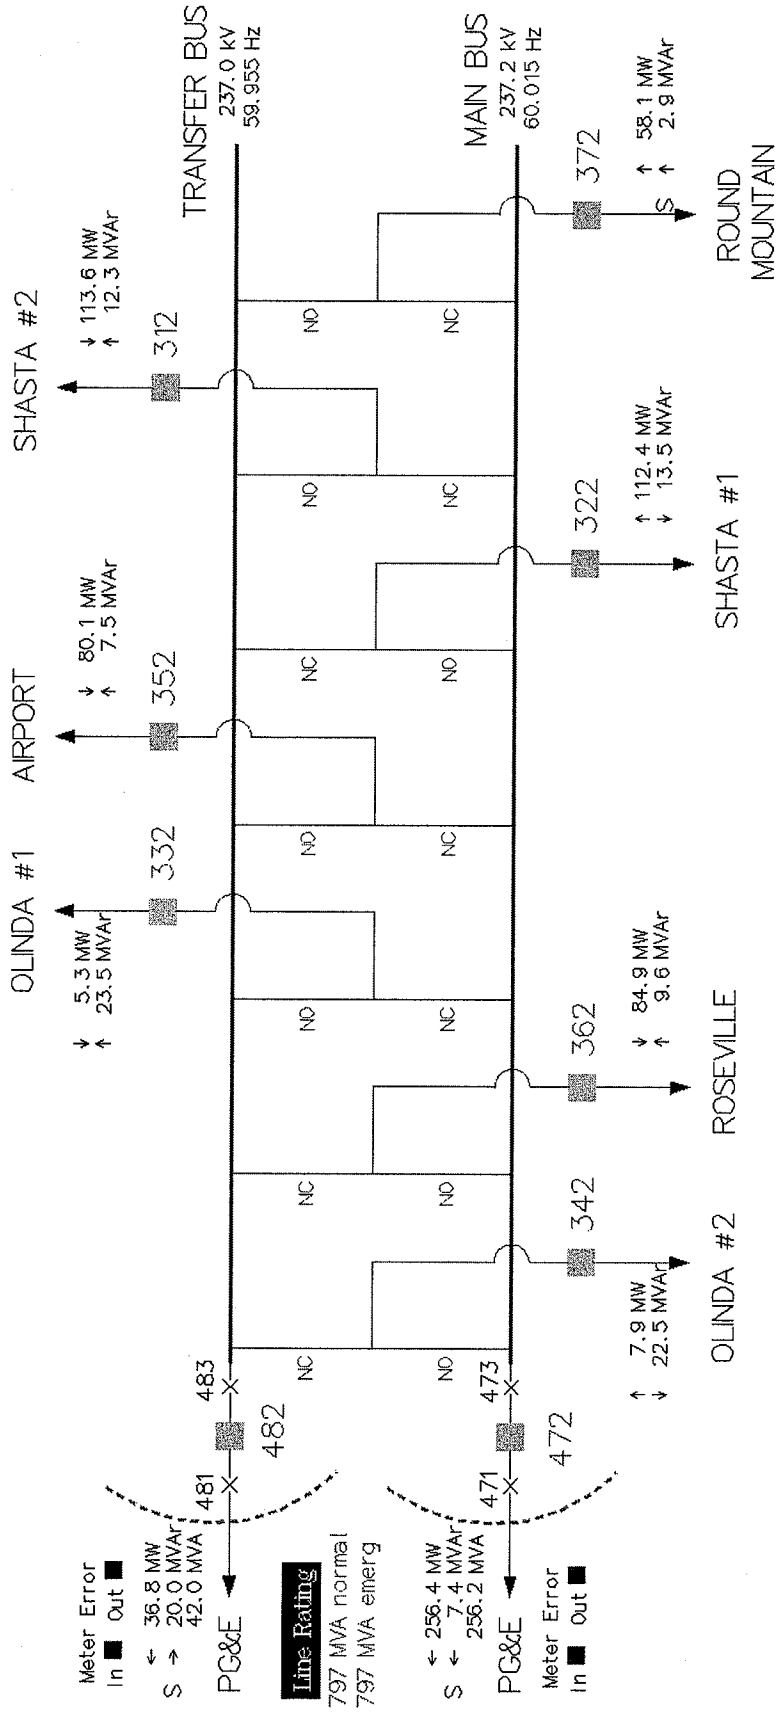 SHASTA #2
↓ 113.6 MW
↑ 12.3 MVAr
312
AIRPORT
↓ 80.1 MW
↑ 7.5 MVAr
352
OLINDA #1
↓ 5.3 MW
↑ 23.5 MVAr
332
TRANSFER BUS
237.0 kV
59.955 Hz
483
482
481
NC
NC
NO
NO
NC
NO
NO
Meter Error
In Out
← 36.8 MW
S → 20.0 MVAr
42.0 MVA
PG&E
Line Rating
797 MVA normal
797 MVA emerg
NO
NO
NC
NC
NO
NC
NC
MAIN BUS
237.2 kV
60.015 Hz
473
472
471
← 256.4 MW
S ← 7.4 MVAr
256.2 MVA
PG&E
Meter Error
In Out
342
↑ 7.9 MW
↓ 22.5 MVAr
OLINDA #2
362
↓ 84.9 MW
↑ 9.6 MVAr
ROSEVILLE
322
↑ 112.4 MW
↓ 13.5 MVAr
SHASTA #1
372
↑ 58.1 MW
S ↑ 2.9 MVAr
ROUND
MOUNTAIN